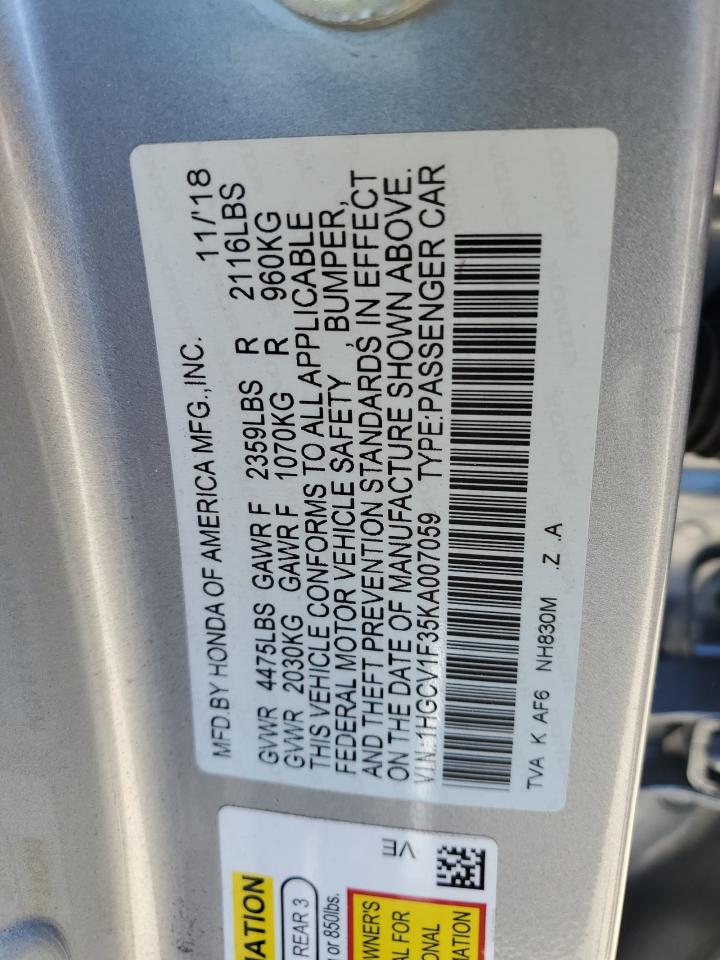 MFD.BY HONDA OF AMERICA MFG.,INC. 11/'18
GVWR 4475LBS GAWR F 2359LBS R 2116LBS
GVWR 2030KG GAWR F 1070KG R 960KG
THIS VEHICLE CONFORMS TO ALL APPLICABLE
FEDERAL MOTOR VEHICLE SAFETY , BUMPER,
AND THEFT PREVENTION STANDARDS IN EFFECT
ON THE DATE OF MANUFACTURE SHOWN ABOVE.
VIN.:1HGCV1F35KA007059 TYPE:PASSENGER CAR
TVA K AF6 NH830M .Z .A
VE
REAR 3
or 850lbs.